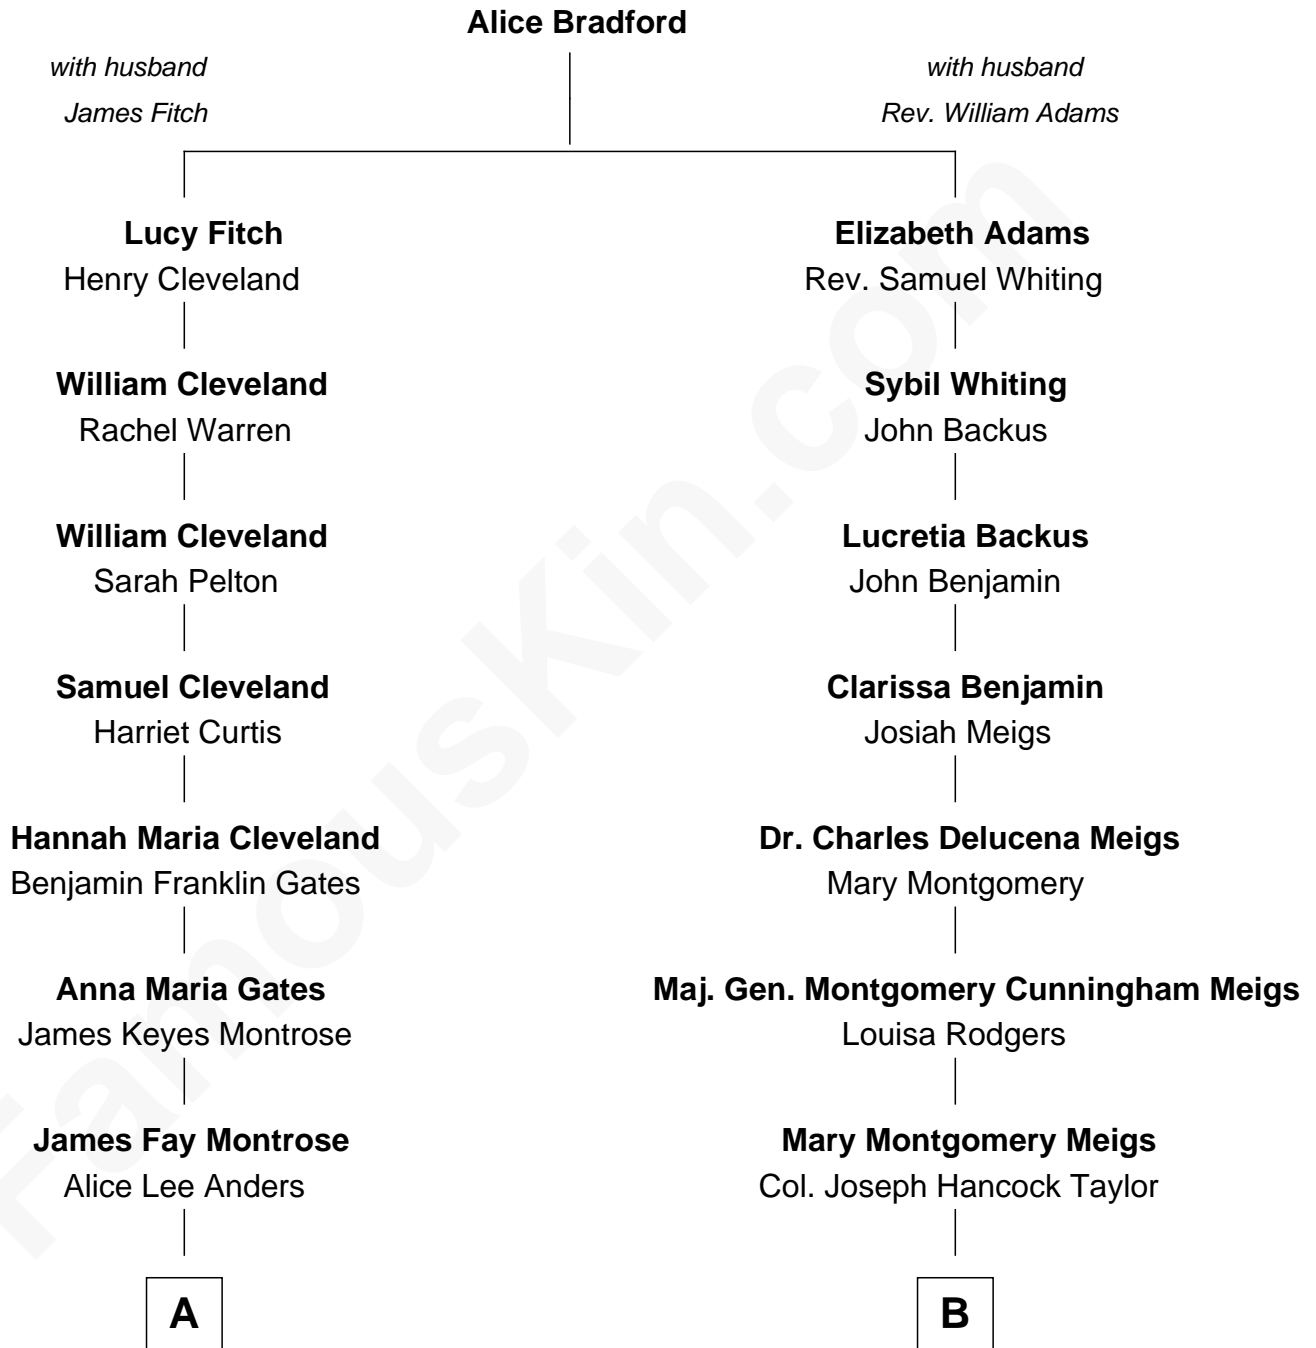 Alice Bradford
with husband
James Fitch
with husband
Rev. William Adams
Lucy Fitch
Henry Cleveland
Elizabeth Adams
Rev. Samuel Whiting
William Cleveland
Rachel Warren
Sybil Whiting
John Backus
William Cleveland
Sarah Pelton
Lucretia Backus
John Benjamin
Samuel Cleveland
Harriet Curtis
Clarissa Benjamin
Josiah Meigs
Hannah Maria Cleveland
Benjamin Franklin Gates
Dr. Charles Delucena Meigs
Mary Montgomery
Anna Maria Gates
James Keyes Montrose
Maj. Gen. Montgomery Cunningham Meigs
Louisa Rodgers
James Fay Montrose
Alice Lee Anders
Mary Montgomery Meigs
Col. Joseph Hancock Taylor
A
B
FamousKin.com